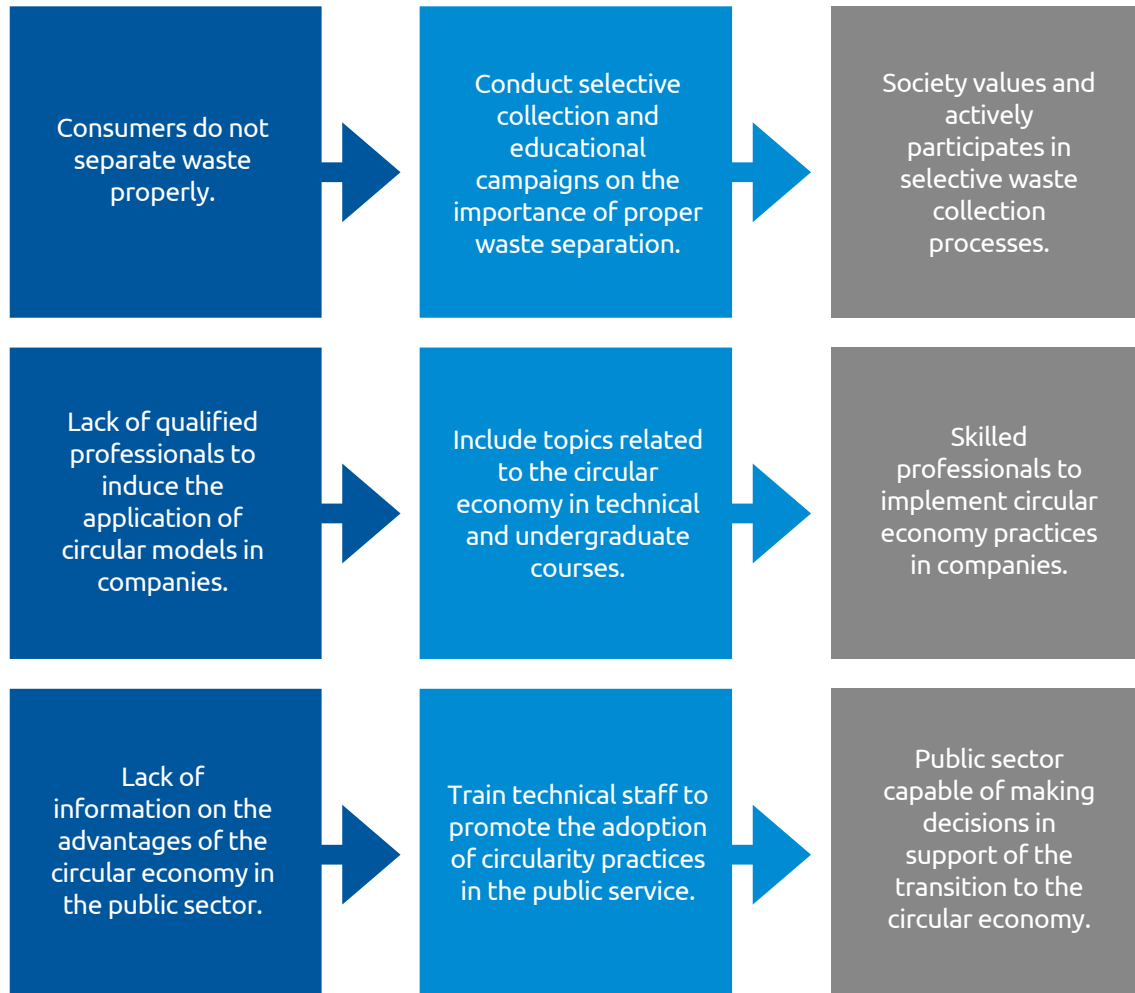 Consumers do not
separate waste
properly.
Conduct selective
collection and
educational
campaigns on the
importance of proper
waste separation.
Society values and
actively
participates in
selective waste
collection
processes.
Lack of qualified
professionals to
induce the
application of
circular models in
companies.
Include topics related
to the circular
economy in technical
and undergraduate
courses.
Skilled
professionals to
implement circular
economy practices
in companies.
Lack of
information on the
advantages of the
circular economy in
the public sector.
Train technical staff to
promote the adoption
of circularity practices
in the public service.
Public sector
capable of making
decisions in
support of the
transition to the
circular economy.